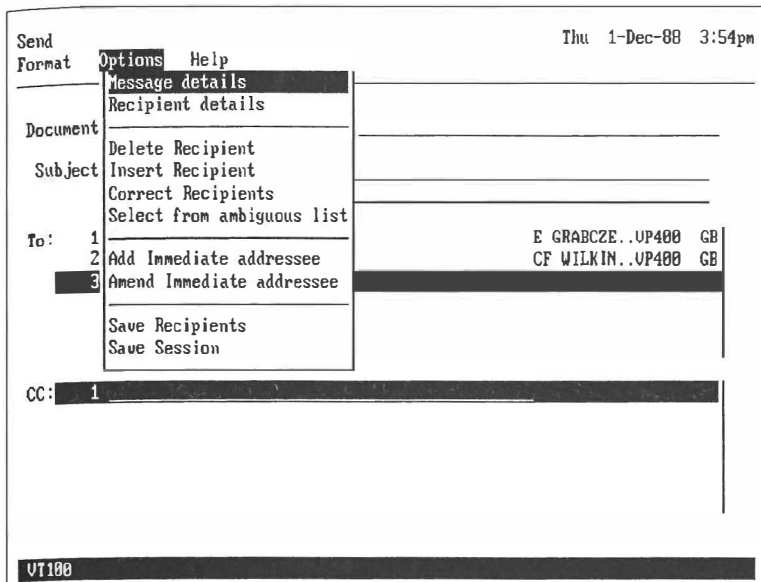 Send Thu 1-Dec-88 3:54pm
Format Options Help
Message details
Recipient details
Document
Delete Recipient
Subject Insert Recipient
Correct Recipients
Select from ambiguous list
To: 1 E GRABCZE..VP400 GB
2 Add Immediate addressee CF WILKIN..VP400 GB
3 Amend Immediate addressee
Save Recipients
Save Session
CC: 1
VT100